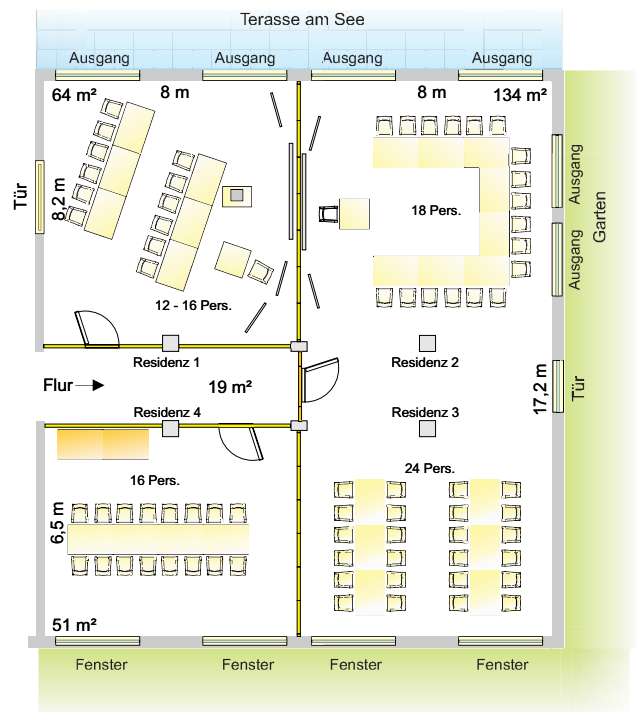 Terasse am See
Ausgang
Ausgang
Ausgang
Ausgang
64 m²
8 m
8 m
134 m²
Tür
8,2 m
18 Pers.
Ausgang
Ausgang
Garten
12 - 16 Pers.
Residenz 1
Residenz 2
Flur
19 m²
17,2 m
Tür
Residenz 4
Residenz 3
16 Pers.
24 Pers.
6,5 m
51 m²
Fenster
Fenster
Fenster
Fenster